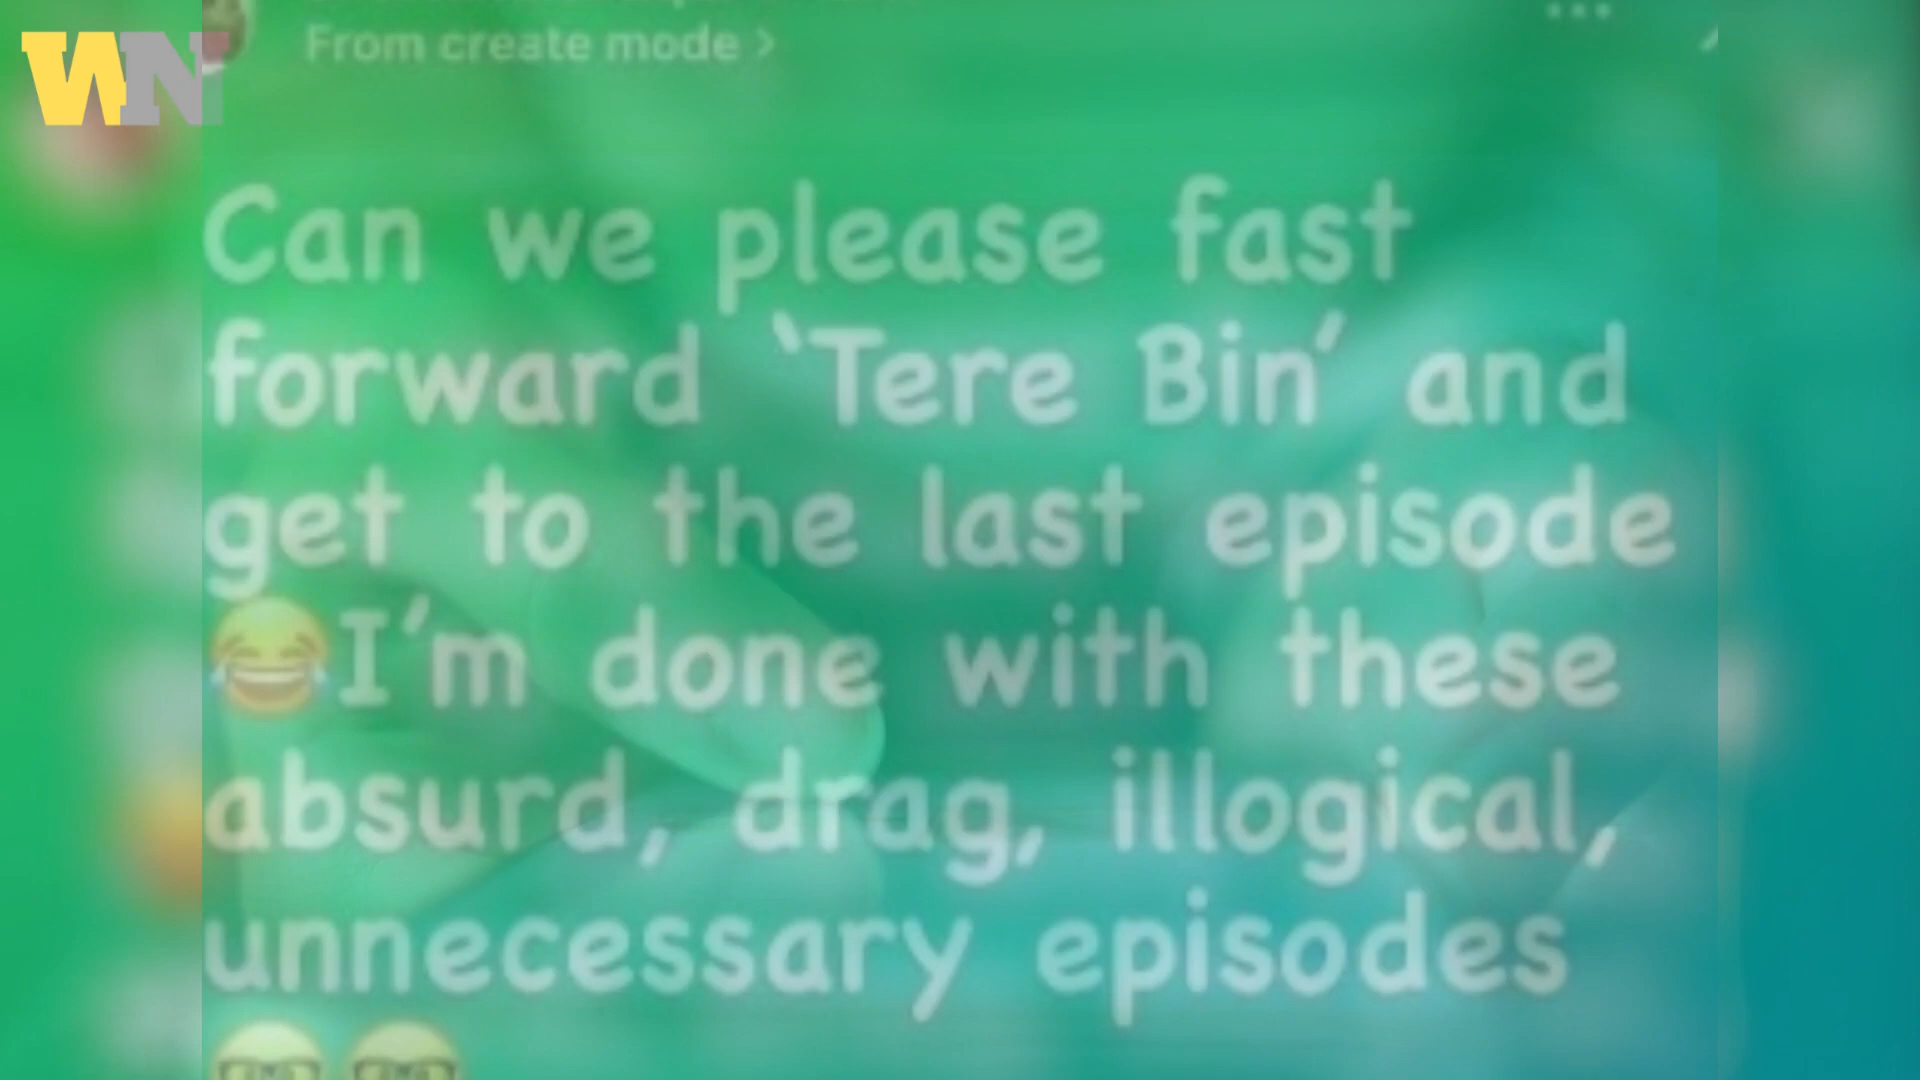 WN
From create mode >
Can we please fast
forward ‘Tere Bin’ and
get to the last episode
😂I’m done with these
absurd, drag, illogical,
unnecessary episodes